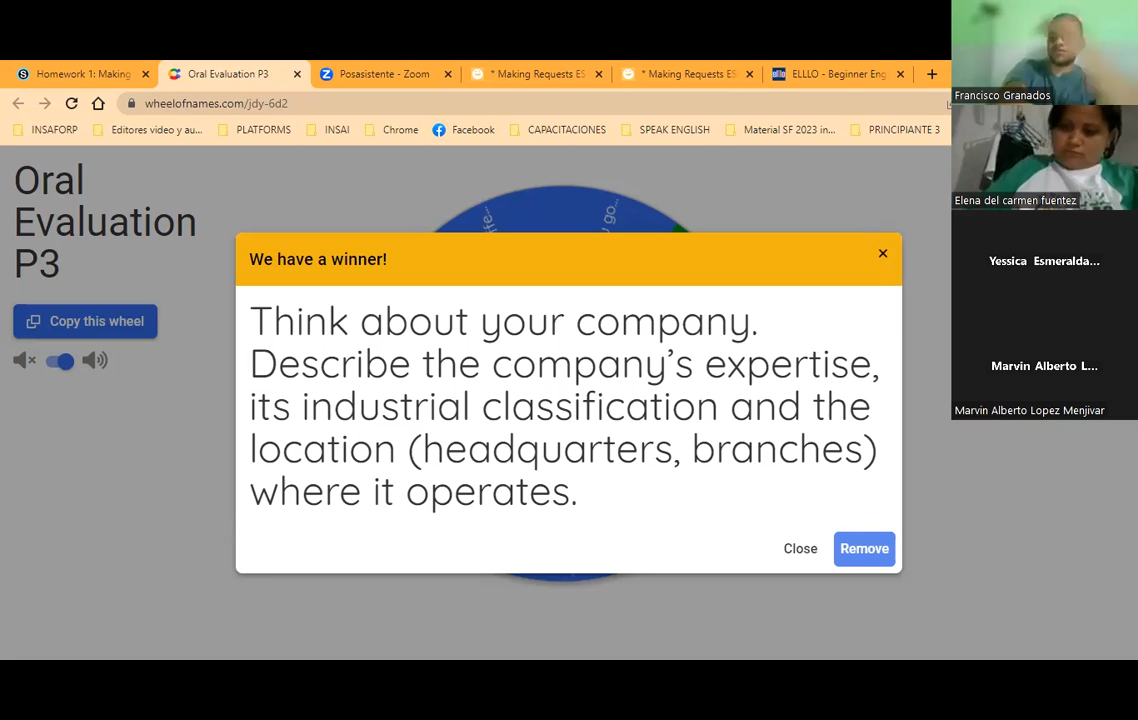 Homework 1: Making
Oral Evaluation P3
Posasistente - Zoom
* Making Requests ES
* Making Requests ES
elllo
ELLLO - Beginner Eng
wheelofnames.com/jdy-6d2
INSAFORP
Editores video y au...
PLATFORMS
INSAI
Chrome
Facebook
CAPACITACIONES
SPEAK ENGLISH
Material SF 2023 in...
PRINCIPIANTE 3
Oral
Evaluation
P3
Copy this wheel
ffe...
u go...
We have a winner!
Think about your company.
Describe the company's expertise,
its industrial classification and the
location (headquarters, branches)
where it operates.
Close
Remove
Francisco Granados
Elena del carmen fuentez
Yessica Esmeralda...
Marvin Alberto L...
Marvin Alberto Lopez Menjivar